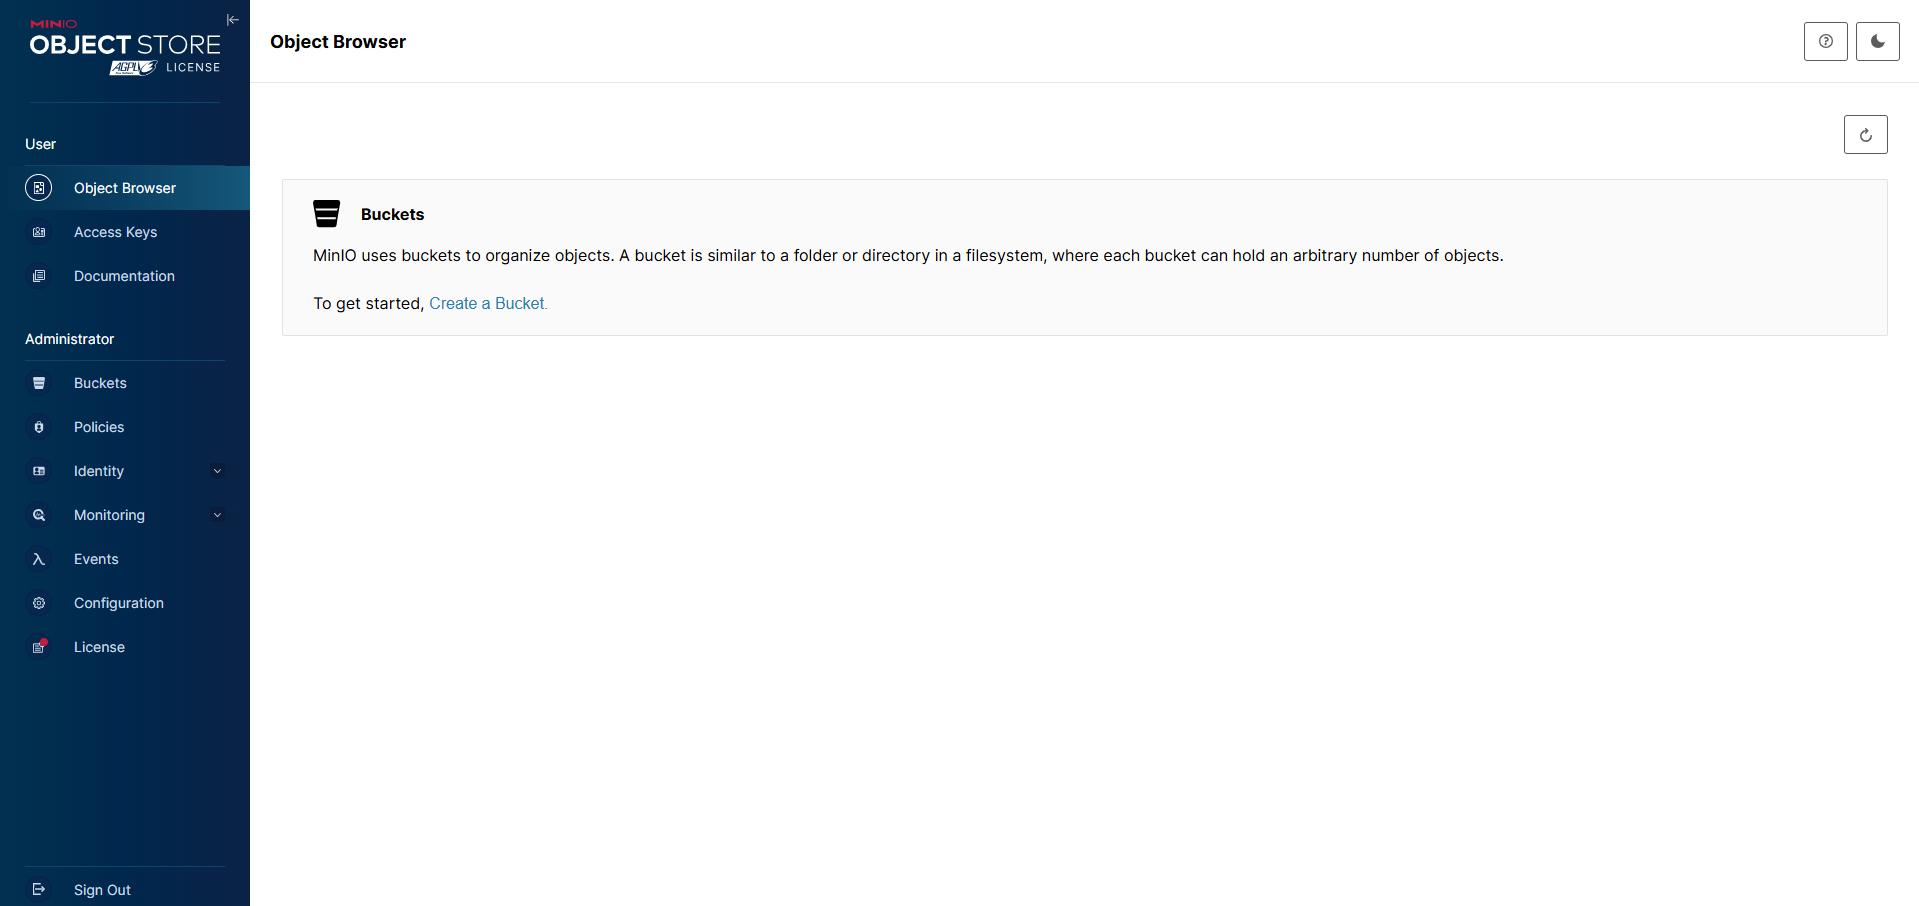 MINIO
OBJECT STORE
AGPLv3 LICENSE
User
Object Browser
Access Keys
Documentation
Administrator
Buckets
Policies
Identity
Monitoring
Events
Configuration
License
Sign Out
Object Browser
Buckets
MinIO uses buckets to organize objects. A bucket is similar to a folder or directory in a filesystem, where each bucket can hold an arbitrary number of objects.
To get started, Create a Bucket.